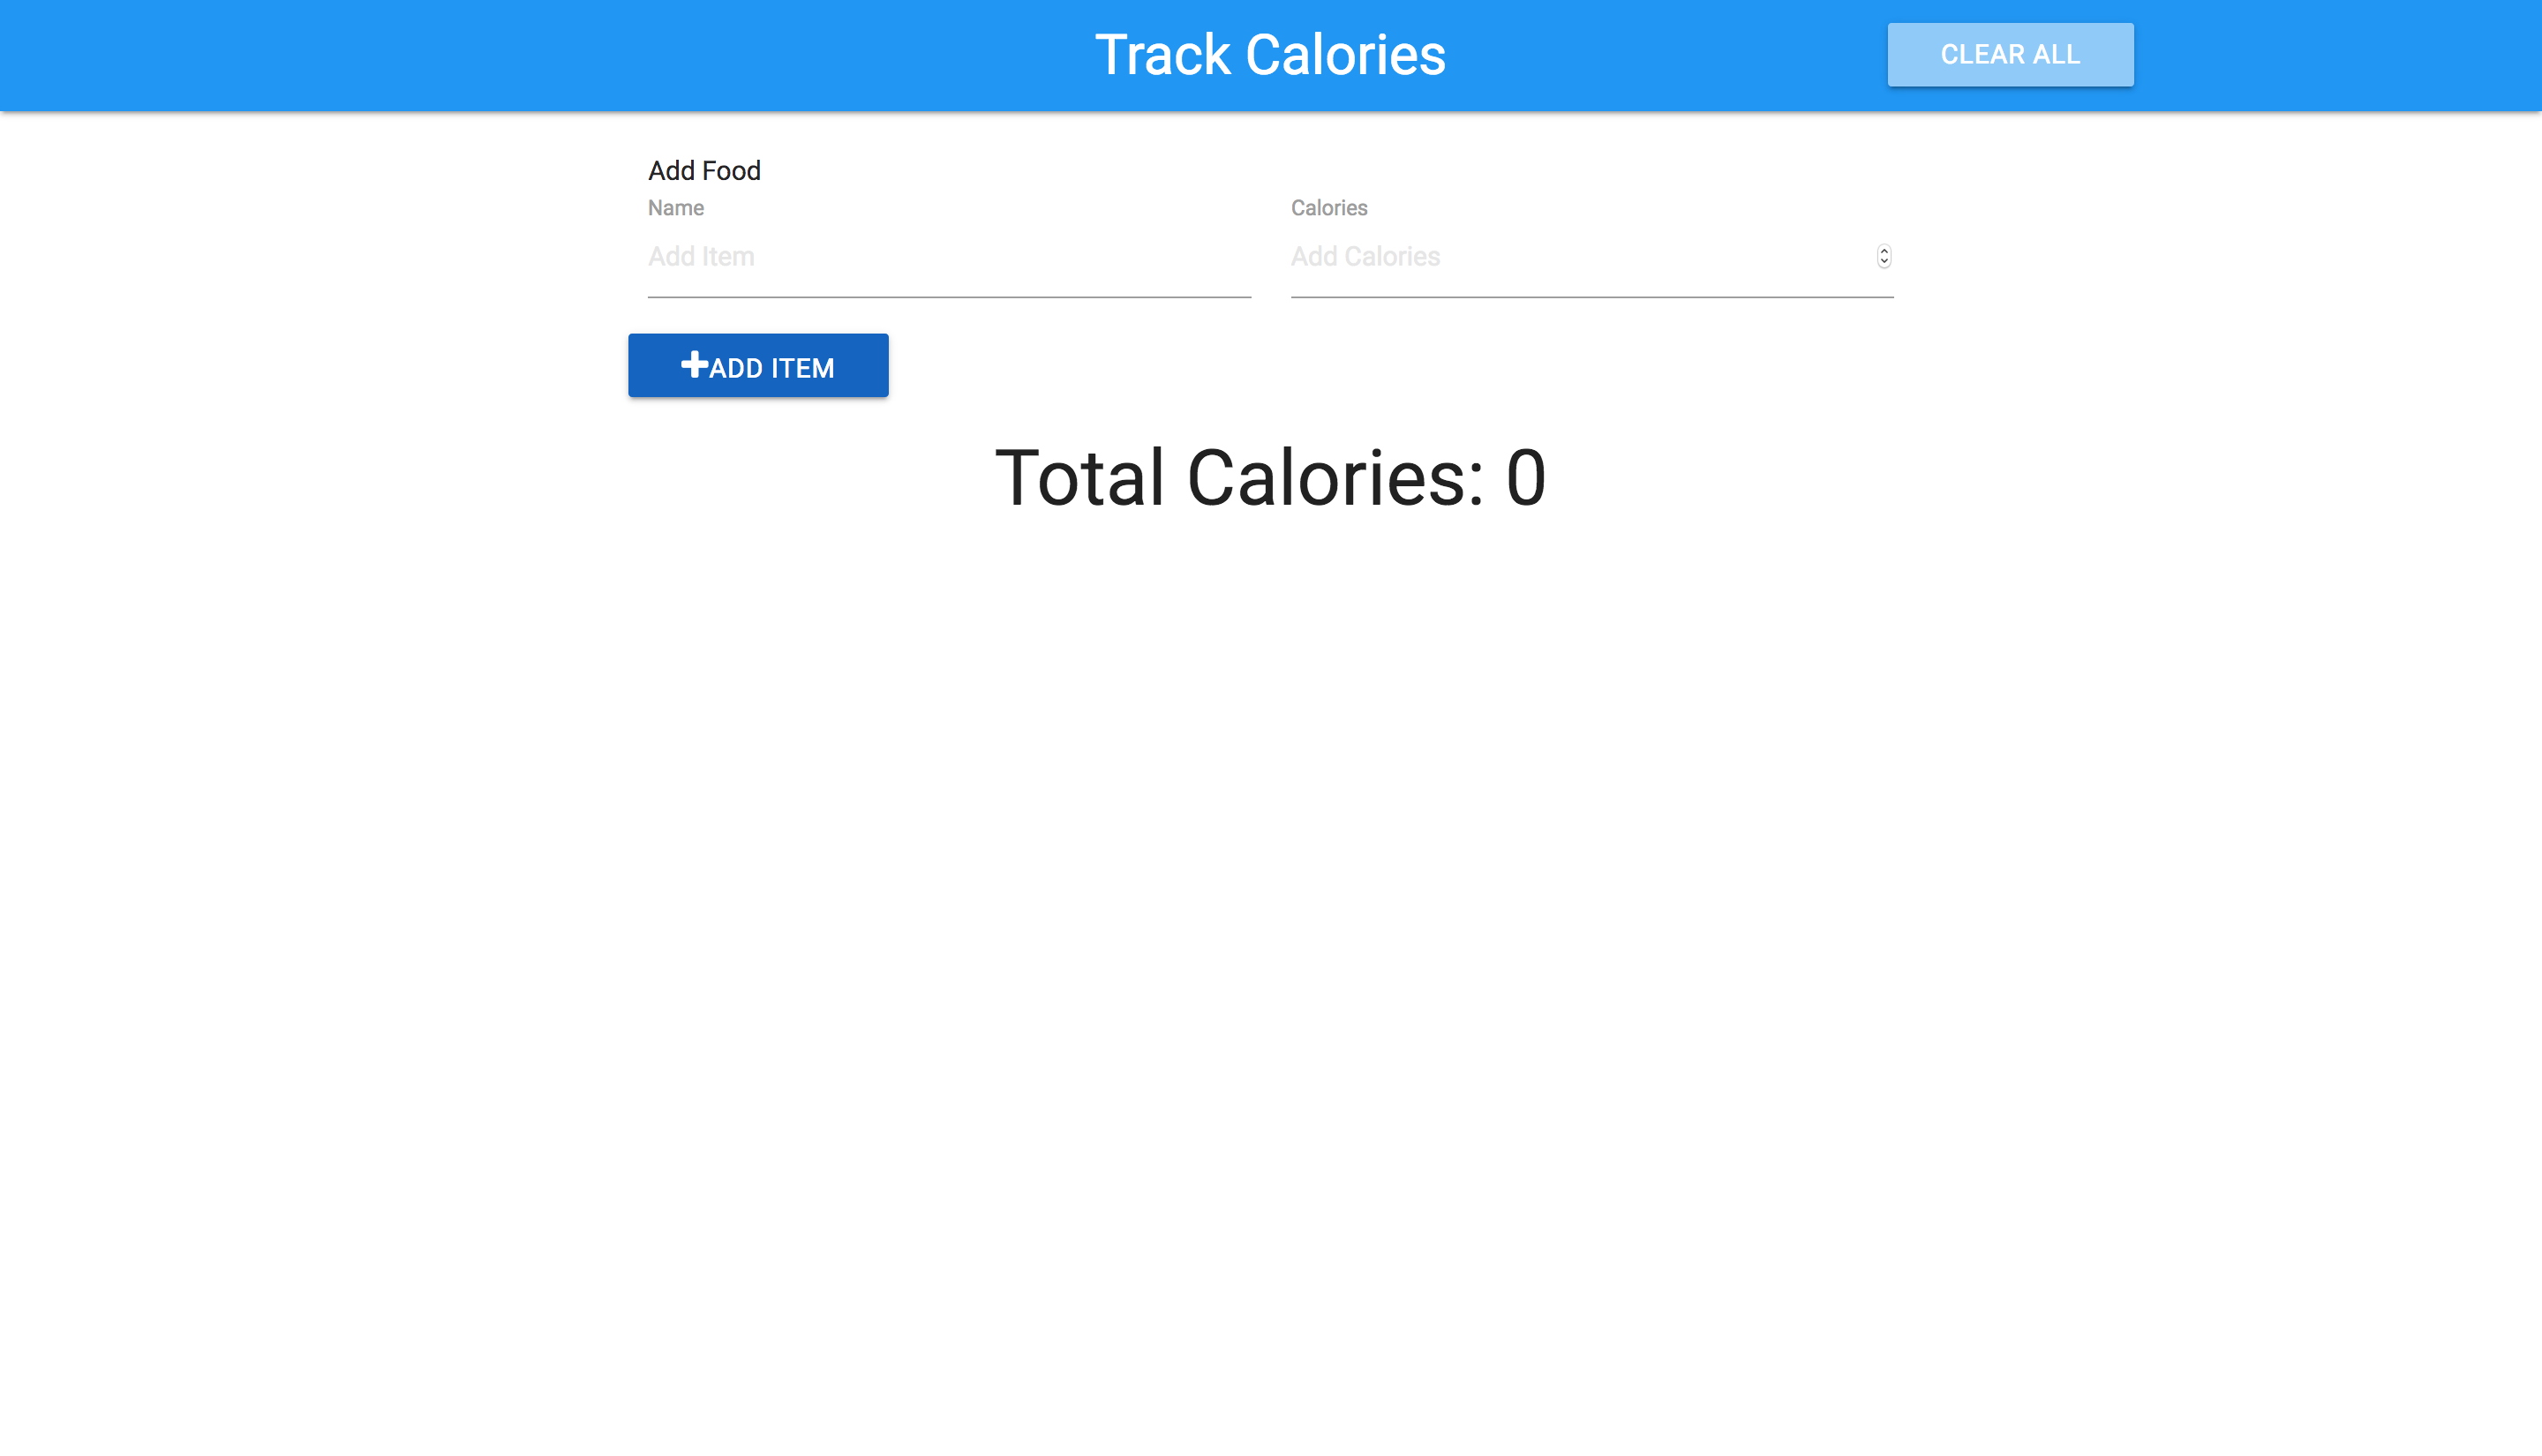 Track Calories
CLEAR ALL
Add Food
Name
Calories
Add Item
Add Calories
ADD ITEM
Total Calories: 0